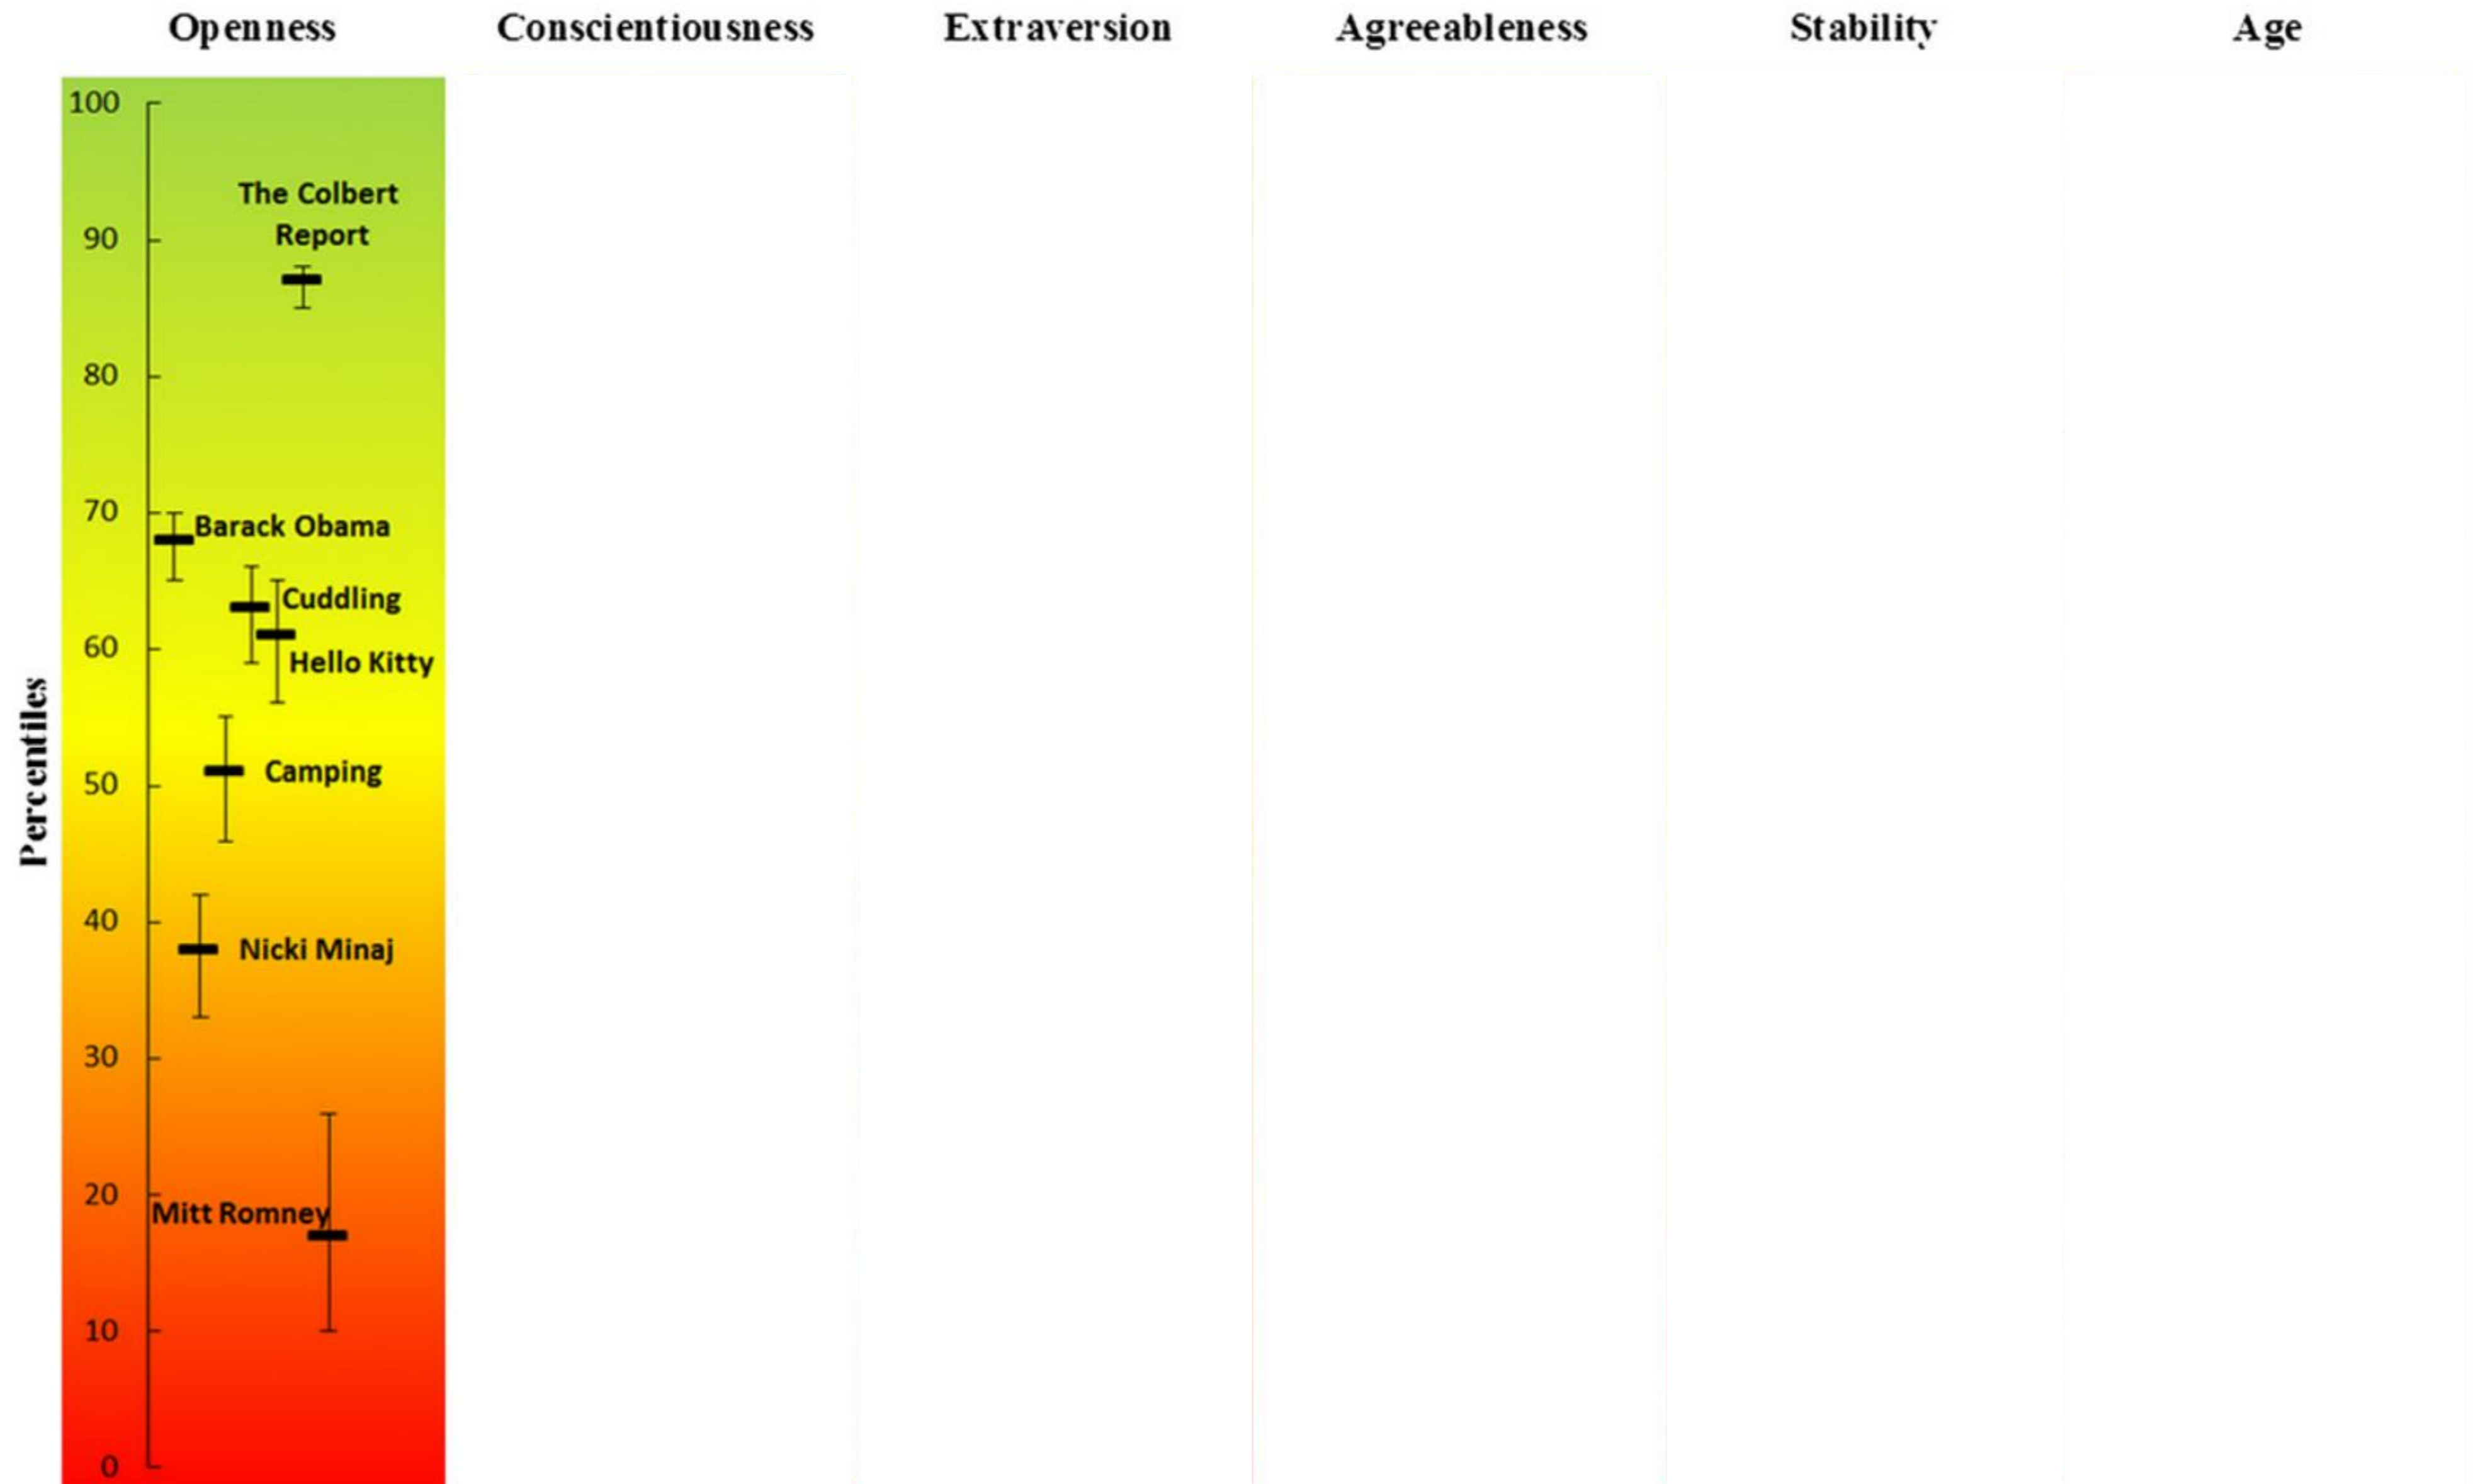 Openness
Conscientiousness
Extraversion
Agreeableness
Stability
Age
Percentiles
100
The Colbert
Report
90
80
70
Barack Obama
Cuddling
60
Hello Kitty
50
Camping
40
Nicki Minaj
30
20
Mitt Romney
10
0